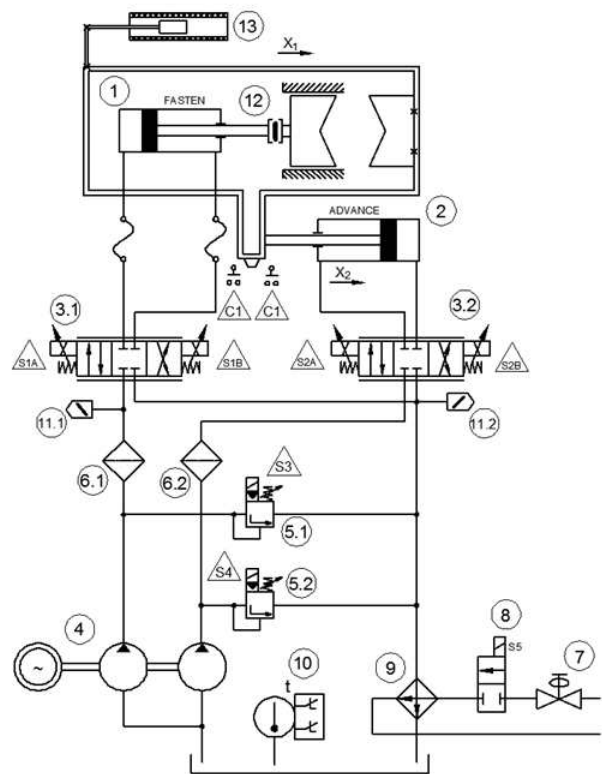 13
X1
1
FASTEN
12
ADVANCE
2
X2
C1
C1
3.1
3.2
S1A
S1B
S2A
S2B
11.1
11.2
6.1
6.2
S3
5.1
S4
5.2
4
~
10
t
9
8
S5
7